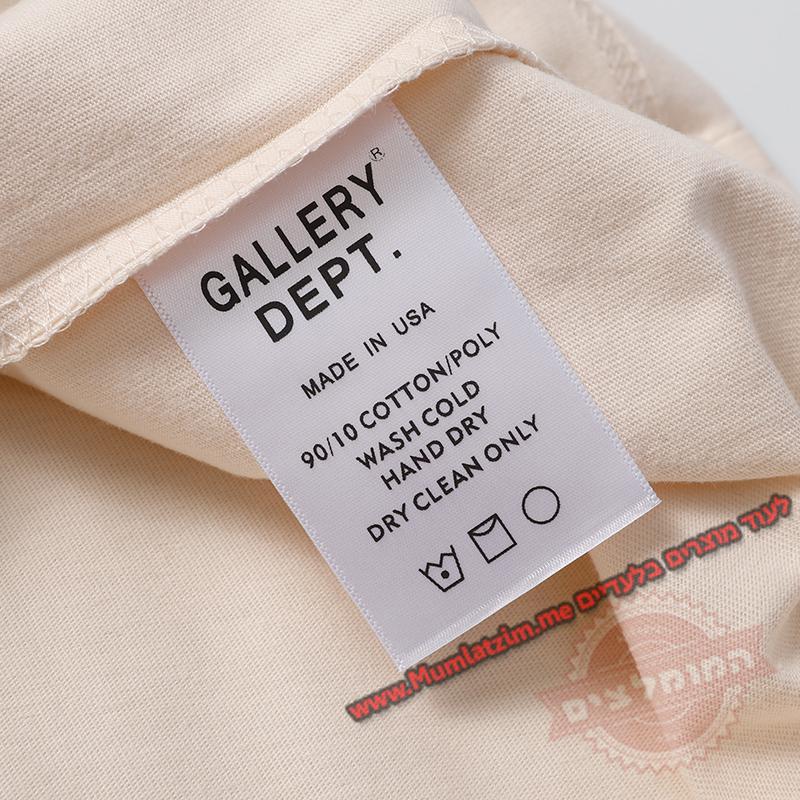 GALLERY®
DEPT.
MADE IN USA
90/10 COTTON/POLY
WASH COLD
HAND DRY
DRY CLEAN ONLY
לעוד מוצרים בלעדיים www.Mumlatzim.me
המומלצים